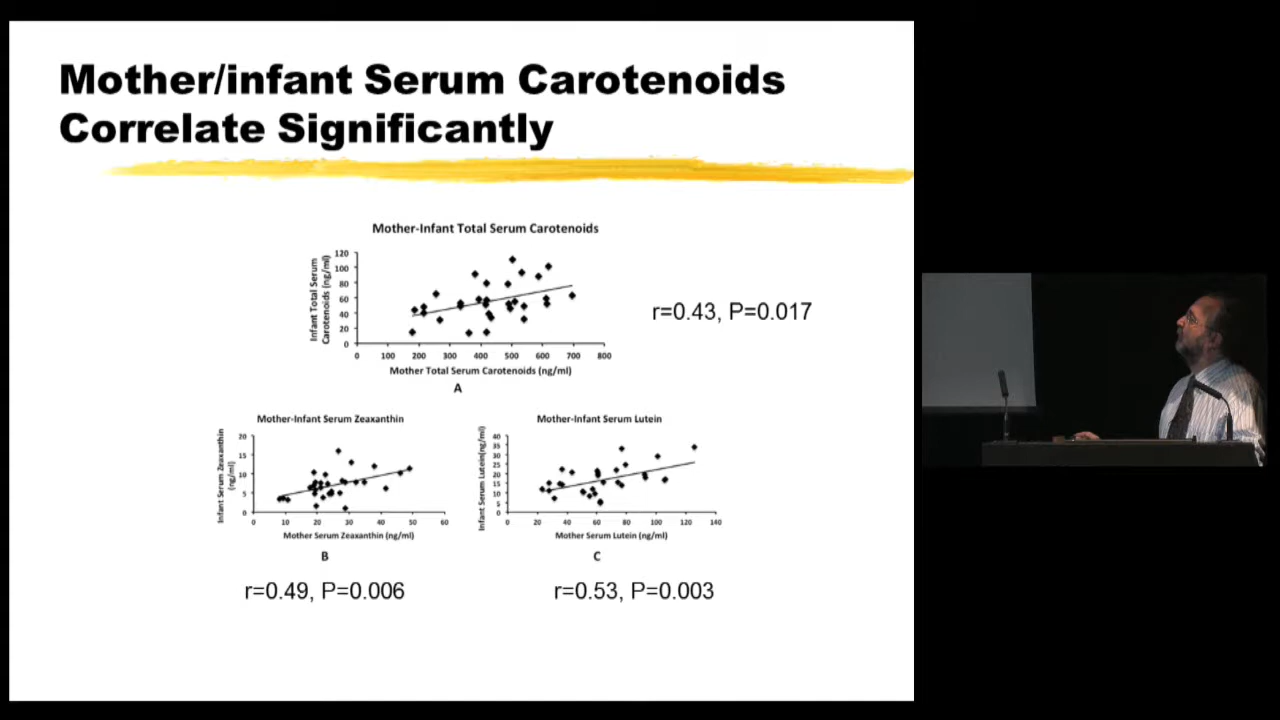 Mother/infant Serum Carotenoids
Correlate Significantly
Mother-Infant Total Serum Carotenoids
Infant Total Serum
Carotenoids (ng/ml)
120
100
80
60
40
20
0
0 100 200 300 400 500 600 700 800
Mother Total Serum Carotenoids (ng/ml)
A
r=0.43, P=0.017
Mother-Infant Serum Zeaxanthin
Infant Serum Zeaxanthin
(ng/ml)
20
15
10
5
0
0 10 20 30 40 50 60
Mother Serum Zeaxanthin (ng/ml)
B
r=0.49, P=0.006
Mother-Infant Serum Lutein
Infant Serum Lutein(ng/ml)
40
35
30
25
20
15
10
5
0
0 20 40 60 80 100 120 140
Mother Serum Lutein (ng/ml)
C
r=0.53, P=0.003